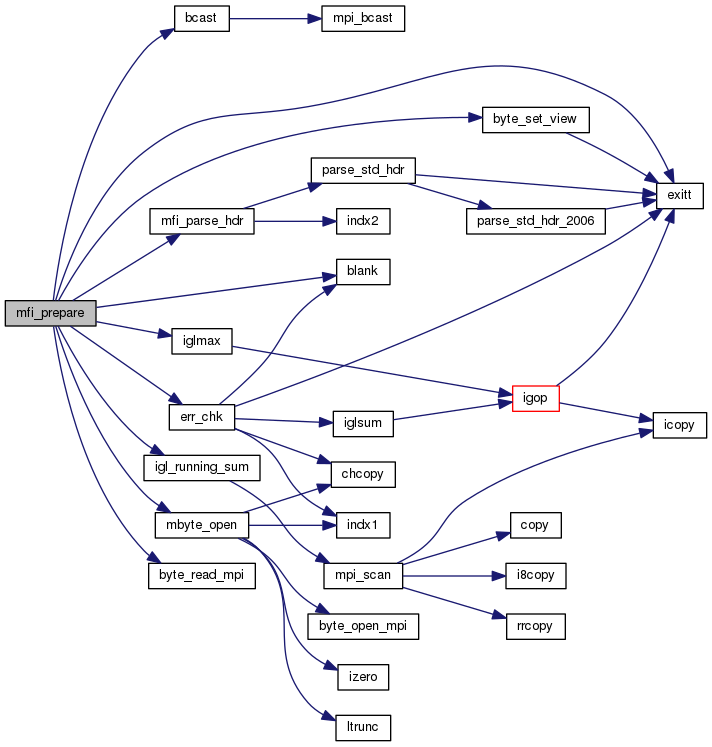 bcast
mpi_bcast
byte_set_view
parse_std_hdr
exitt
mfi_parse_hdr
indx2
parse_std_hdr_2006
blank
mfi_prepare
iglmax
igop
err_chk
iglsum
icopy
igl_running_sum
chcopy
mbyte_open
indx1
copy
byte_read_mpi
mpi_scan
i8copy
byte_open_mpi
rrcopy
izero
ltrunc